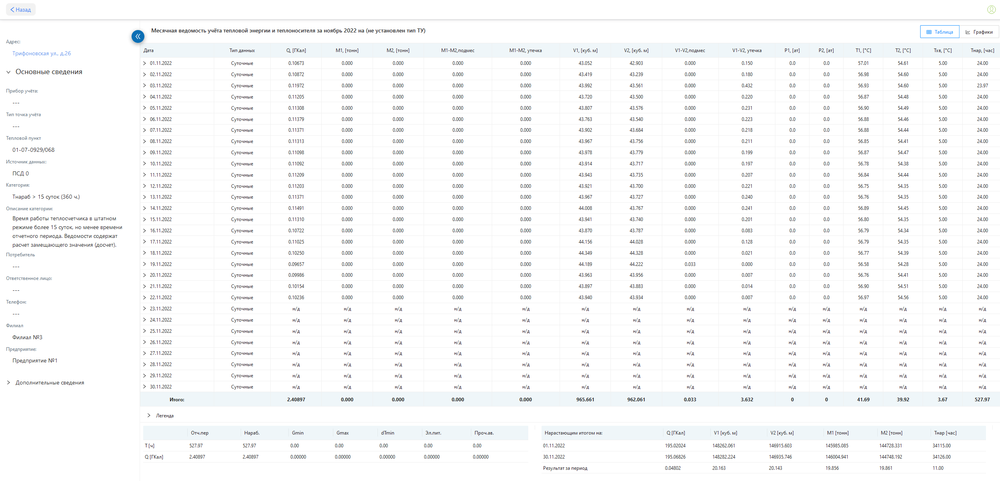 Назад
Месячная ведомость учёта тепловой энергии и теплоносителя за ноябрь 2022 на (не установлен тип ТУ)
Таблица Графики
Адрес:
Трифоновская ул., д.26
Основные сведения
Прибор учёта:
---
Тип точка учёта
---
Тепловой пункт
01-07-0929/068
Источник данных:
ПСД 0
Категория:
Тнараб > 15 суток (360 ч.)
Описание категории:
Время работы теплосчетчика в штатном
режиме более 15 суток, но менее времени
отчетного периода. Ведомости содержат
расчет замещающего значения (досчет).
Потребитель
---
Ответственное лицо:
---
Телефон:
---
Филиал
Филиал №3
Предприятие:
Предприятие №1
Дополнительные сведения
Дата Тип данных Q, [ГКал] M1, [тонн] M2, [тонн] M1-M2,подмес M1-M2, утечка V1, [куб. м] V2, [куб. м] V1-V2,подмес V1-V2, утечка P1, [ат] P2, [ат] T1, [°C] T2, [°C] Tхв, [°C] Тнар, [час]
01.11.2022 Суточные 0.10673 0.000 0.000 0.000 0.000 43.052 42.903 0.000 0.150 0.0 0.0 57.01 54.61 5.00 24.00
02.11.2022 Суточные 0.10872 0.000 0.000 0.000 0.000 43.419 43.239 0.000 0.180 0.0 0.0 56.98 54.60 5.00 24.00
03.11.2022 Суточные 0.11972 0.000 0.000 0.000 0.000 43.992 43.561 0.000 0.432 0.0 0.0 56.93 54.60 5.00 23.97
04.11.2022 Суточные 0.11205 0.000 0.000 0.000 0.000 43.720 43.500 0.000 0.220 0.0 0.0 56.87 54.48 5.00 24.00
05.11.2022 Суточные 0.11308 0.000 0.000 0.000 0.000 43.807 43.576 0.000 0.231 0.0 0.0 56.90 54.49 5.00 24.00
06.11.2022 Суточные 0.11379 0.000 0.000 0.000 0.000 43.763 43.540 0.000 0.223 0.0 0.0 56.88 54.46 5.00 24.00
07.11.2022 Суточные 0.11371 0.000 0.000 0.000 0.000 43.902 43.684 0.000 0.218 0.0 0.0 56.88 54.44 5.00 24.00
08.11.2022 Суточные 0.11313 0.000 0.000 0.000 0.000 43.967 43.756 0.000 0.211 0.0 0.0 56.85 54.41 5.00 24.00
09.11.2022 Суточные 0.11098 0.000 0.000 0.000 0.000 43.978 43.779 0.000 0.199 0.0 0.0 56.87 54.47 5.00 24.00
10.11.2022 Суточные 0.11092 0.000 0.000 0.000 0.000 43.914 43.717 0.000 0.197 0.0 0.0 56.78 54.38 5.00 24.00
11.11.2022 Суточные 0.11209 0.000 0.000 0.000 0.000 43.943 43.735 0.000 0.207 0.0 0.0 56.84 54.44 5.00 24.00
12.11.2022 Суточные 0.11203 0.000 0.000 0.000 0.000 43.921 43.700 0.000 0.221 0.0 0.0 56.75 54.35 5.00 24.00
13.11.2022 Суточные 0.11371 0.000 0.000 0.000 0.000 43.967 43.727 0.000 0.240 0.0 0.0 56.76 54.35 5.00 24.00
14.11.2022 Суточные 0.11491 0.000 0.000 0.000 0.000 44.008 43.767 0.000 0.241 0.0 0.0 56.89 54.45 5.00 24.00
15.11.2022 Суточные 0.11310 0.000 0.000 0.000 0.000 43.941 43.740 0.000 0.201 0.0 0.0 56.80 54.35 5.00 24.00
16.11.2022 Суточные 0.10722 0.000 0.000 0.000 0.000 43.870 43.787 0.000 0.083 0.0 0.0 56.79 54.34 5.00 24.00
17.11.2022 Суточные 0.11025 0.000 0.000 0.000 0.000 44.156 44.028 0.000 0.128 0.0 0.0 56.79 54.35 5.00 24.00
18.11.2022 Суточные 0.10250 0.000 0.000 0.000 0.000 44.349 44.328 0.000 0.021 0.0 0.0 56.77 54.39 5.00 24.00
19.11.2022 Суточные 0.09657 0.000 0.000 0.000 0.000 44.189 44.222 0.033 0.000 0.0 0.0 56.58 54.28 5.00 24.00
20.11.2022 Суточные 0.09986 0.000 0.000 0.000 0.000 43.963 43.956 0.000 0.007 0.0 0.0 56.76 54.41 5.00 24.00
21.11.2022 Суточные 0.10154 0.000 0.000 0.000 0.000 43.897 43.883 0.000 0.014 0.0 0.0 56.90 54.51 5.00 24.00
22.11.2022 Суточные 0.10236 0.000 0.000 0.000 0.000 43.940 43.934 0.000 0.007 0.0 0.0 56.97 54.56 5.00 24.00
23.11.2022 Суточные н/д н/д н/д н/д н/д н/д н/д н/д н/д н/д н/д н/д н/д н/д н/д
24.11.2022 Суточные н/д н/д н/д н/д н/д н/д н/д н/д н/д н/д н/д н/д н/д н/д н/д
25.11.2022 Суточные н/д н/д н/д н/д н/д н/д н/д н/д н/д н/д н/д н/д н/д н/д н/д
26.11.2022 Суточные н/д н/д н/д н/д н/д н/д н/д н/д н/д н/д н/д н/д н/д н/д н/д
27.11.2022 Суточные н/д н/д н/д н/д н/д н/д н/д н/д н/д н/д н/д н/д н/д н/д н/д
28.11.2022 Суточные н/д н/д н/д н/д н/д н/д н/д н/д н/д н/д н/д н/д н/д н/д н/д
29.11.2022 Суточные н/д н/д н/д н/д н/д н/д н/д н/д н/д н/д н/д н/д н/д н/д н/д
30.11.2022 Суточные н/д н/д н/д н/д н/д н/д н/д н/д н/д н/д н/д н/д н/д н/д н/д
Итого: 2.40897 0.000 0.000 0.000 0.000 965.661 962.061 0.033 3.632 0 0 41.69 39.92 3.67 527.97
Легенда
Отч.пер Нараб. Gmin Gmax dTmin Эл.пит. Проч.ав.
T [ч] 527.97 527.97 0.00 0.00 0.00 0.00 0.00
Q [ГКал] 2.40897 2.40897 0.00000 0.00000 0.00000 0.00000 0.00000
Нарастающим итогом на: Q [ГКал] V1 [куб. м] V2 [куб. м] M1 [тонн] M2 [тонн] Тнар [час]
01.11.2022 195.02024 148262.061 146915.603 145985.085 144728.331 34115.00
30.11.2022 195.06826 148282.224 146935.746 146004.941 144748.192 34126.00
Результат за период 0.04802 20.163 20.143 19.856 19.861 11.00